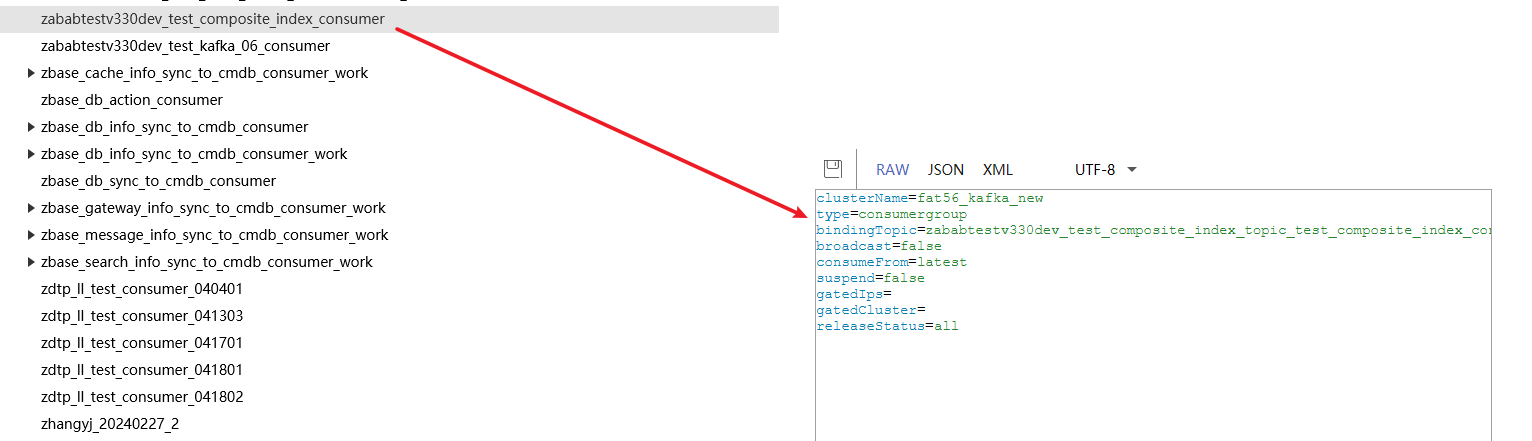 zababtestv330dev_test_composite_index_consumer
zababtestv330dev_test_kafka_06_consumer
zbase_cache_info_sync_to_cmdb_consumer_work
zbase_db_action_consumer
zbase_db_info_sync_to_cmdb_consumer
zbase_db_info_sync_to_cmdb_consumer_work
zbase_db_sync_to_cmdb_consumer
zbase_gateway_info_sync_to_cmdb_consumer_work
zbase_message_info_sync_to_cmdb_consumer_work
zbase_search_info_sync_to_cmdb_consumer_work
zdtp_ll_test_consumer_040401
zdtp_ll_test_consumer_041303
zdtp_ll_test_consumer_041701
zdtp_ll_test_consumer_041801
zdtp_ll_test_consumer_041802
zhangyj_20240227_2
RAW JSON XML UTF-8
clusterName=fat56_kafka_new
type=consumergroup
bindingTopic=zababtestv330dev_test_composite_index_topic_test_composite_index_co
broadcast=false
consumeFrom=latest
suspend=false
gatedIps=
gatedCluster=
releaseStatus=all